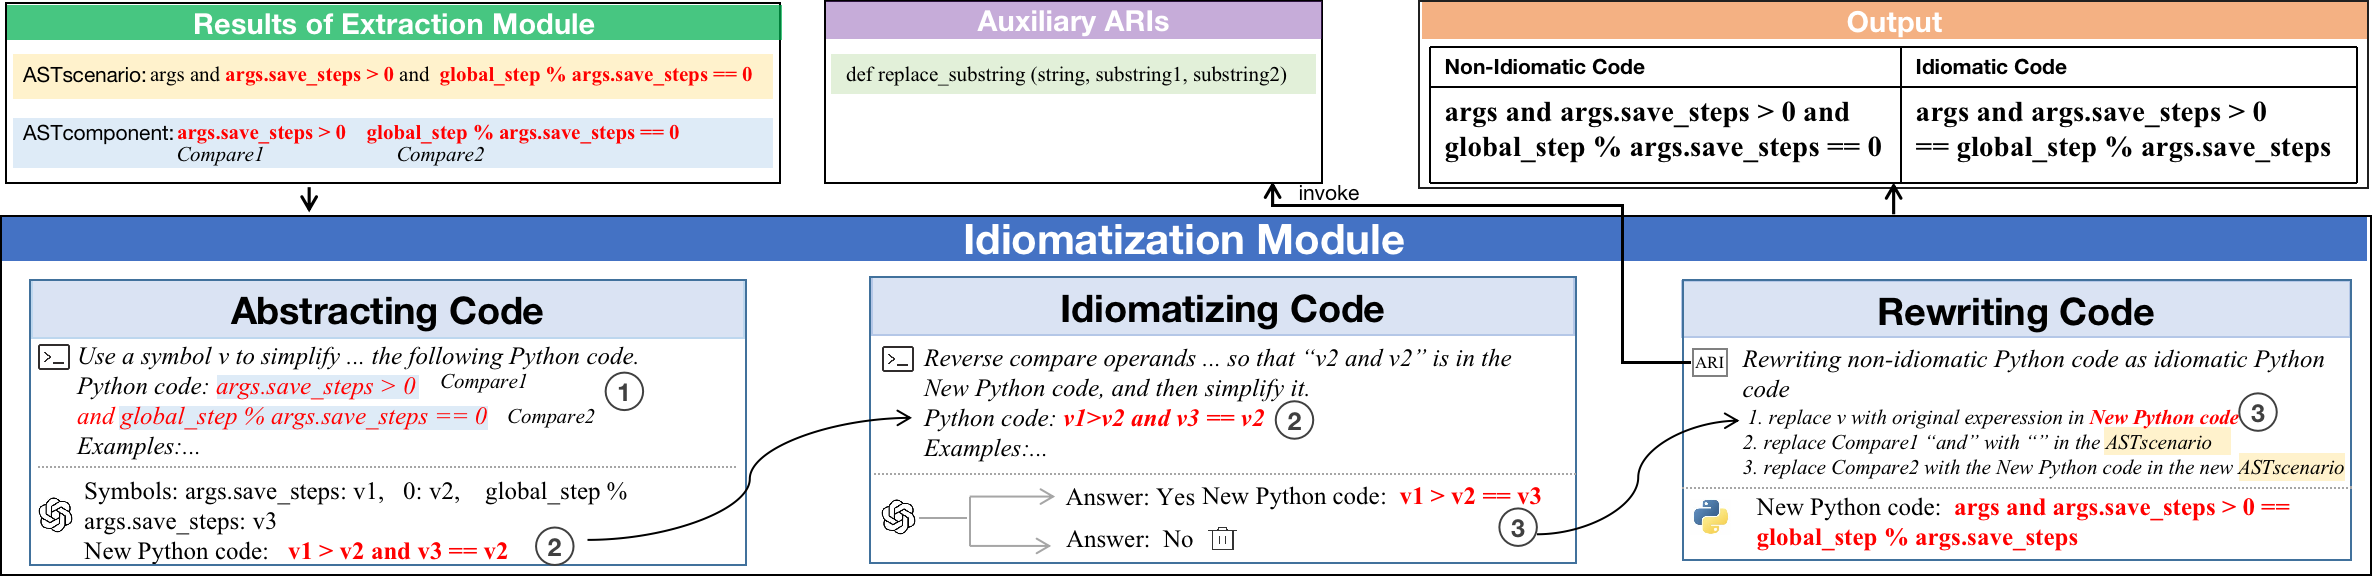 Results of Extraction Module
ASTscenario: args and args.save_steps > 0 and global_step % args.save_steps == 0
ASTcomponent: args.save_steps > 0 global_step % args.save_steps == 0
Compare1 Compare2
Auxiliary ARIs
def replace_substring (string, substring1, substring2)
Output
Non-Idiomatic Code
Idiomatic Code
args and args.save_steps > 0 and
global_step % args.save_steps == 0
args and args.save_steps > 0
== global_step % args.save_steps
invoke
Idiomatization Module
Abstracting Code
>_ Use a symbol v to simplify ... the following Python code.
Python code: args.save_steps > 0 Compare1
1
and global_step % args.save_steps == 0 Compare2
Examples:...
Symbols: args.save_steps: v1, 0: v2, global_step %
args.save_steps: v3
New Python code: v1 > v2 and v3 == v2
2
Idiomatizing Code
>_ Reverse compare operands ... so that “v2 and v2” is in the
New Python code, and then simplify it.
Python code: v1>v2 and v3 == v2
2
Examples:...
Answer: Yes New Python code: v1 > v2 == v3
3
Answer: No
Rewriting Code
ARI Rewriting non-idiomatic Python code as idiomatic Python
code
1. replace v with original experession in New Python code
3
2. replace Compare1 “and” with “” in the ASTscenario
3. replace Compare2 with the New Python code in the new ASTscenario
New Python code: args and args.save_steps > 0 ==
global_step % args.save_steps